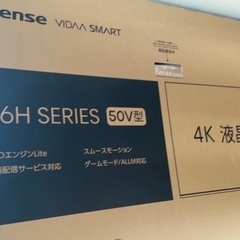 ense VIDAA SMART
6H SERIES 50V型
OエンジンLite
配信サービス対応
スムースモーション
ゲームモード/ALLM対応
4K 液晶